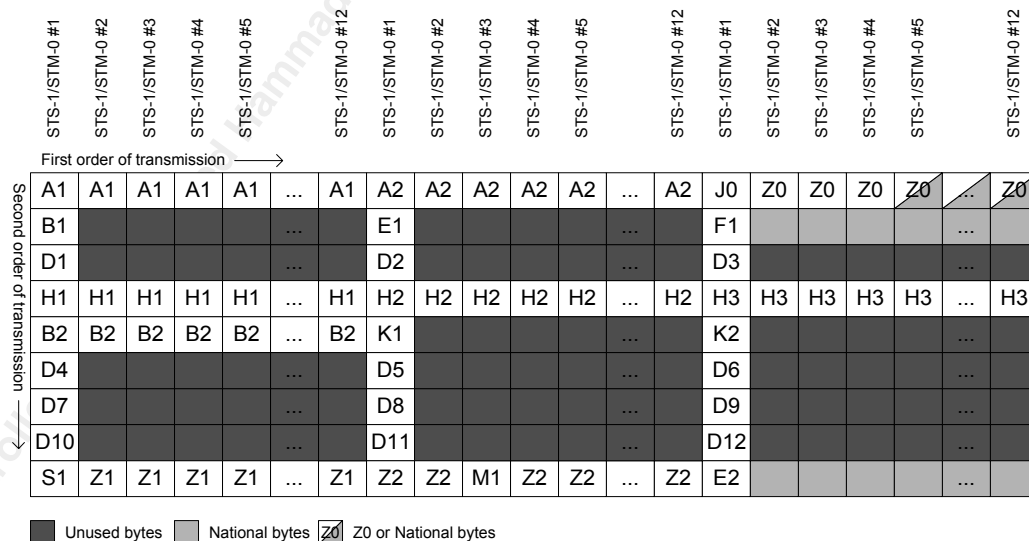 STS-1/STM-0 #1 STS-1/STM-0 #2 STS-1/STM-0 #3 STS-1/STM-0 #4 STS-1/STM-0 #5 STS-1/STM-0 #12 STS-1/STM-0 #1 STS-1/STM-0 #2 STS-1/STM-0 #3 STS-1/STM-0 #4 STS-1/STM-0 #5 STS-1/STM-0 #12 STS-1/STM-0 #1 STS-1/STM-0 #2 STS-1/STM-0 #3 STS-1/STM-0 #4 STS-1/STM-0 #5 STS-1/STM-0 #12
First order of transmission
Second order of transmission
A1 A1 A1 A1 A1 ... A1 A2 A2 A2 A2 A2 ... A2 J0 Z0 Z0 Z0 Z0 ... Z0
B1 ... E1 ... F1 ...
D1 ... D2 ... D3 ...
H1 H1 H1 H1 H1 ... H1 H2 H2 H2 H2 H2 ... H2 H3 H3 H3 H3 H3 ... H3
B2 B2 B2 B2 B2 ... B2 K1 ... K2 ...
D4 ... D5 ... D6 ...
D7 ... D8 ... D9 ...
D10 ... D11 ... D12 ...
S1 Z1 Z1 Z1 Z1 ... Z1 Z2 Z2 M1 Z2 Z2 ... Z2 E2 ...
Unused bytes National bytes Z0 Z0 or National bytes